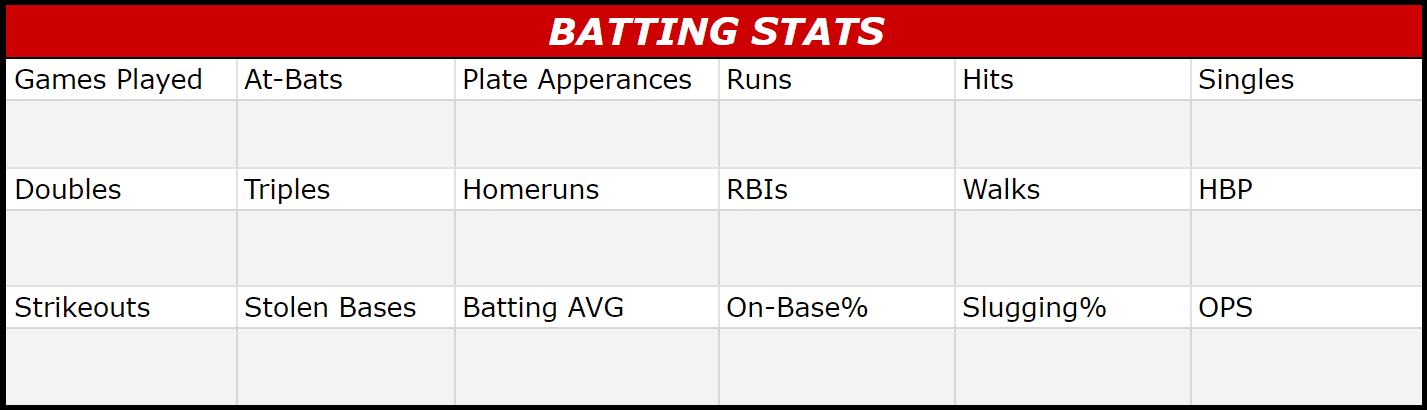 BATTING STATS
Games Played At-Bats Plate Apperances Runs Hits Singles
Doubles Triples Homeruns RBIs Walks HBP
Strikeouts Stolen Bases Batting AVG On-Base% Slugging% OPS